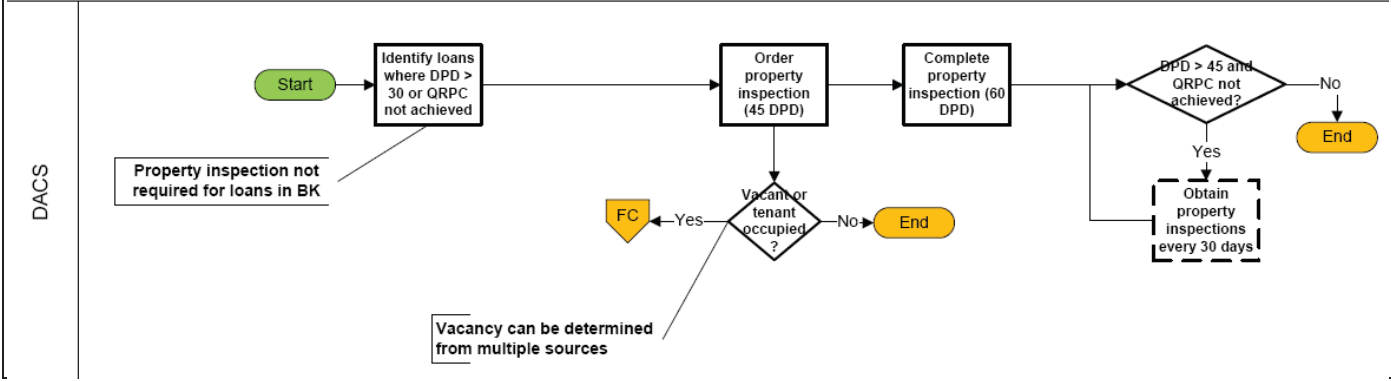 DACS
Start
Identify loans
where DPD >
30 or QRPC
not achieved
Property inspection not
required for loans in BK
Order
property
inspection
(45 DPD)
Complete
property
inspection (60
DPD)
DPD > 45 and
QRPC not
achieved?
No
End
Yes
Obtain
property
inspections
every 30 days
Vacant or
tenant
occupied
?
Yes
FC
No
End
Vacancy can be determined
from multiple sources